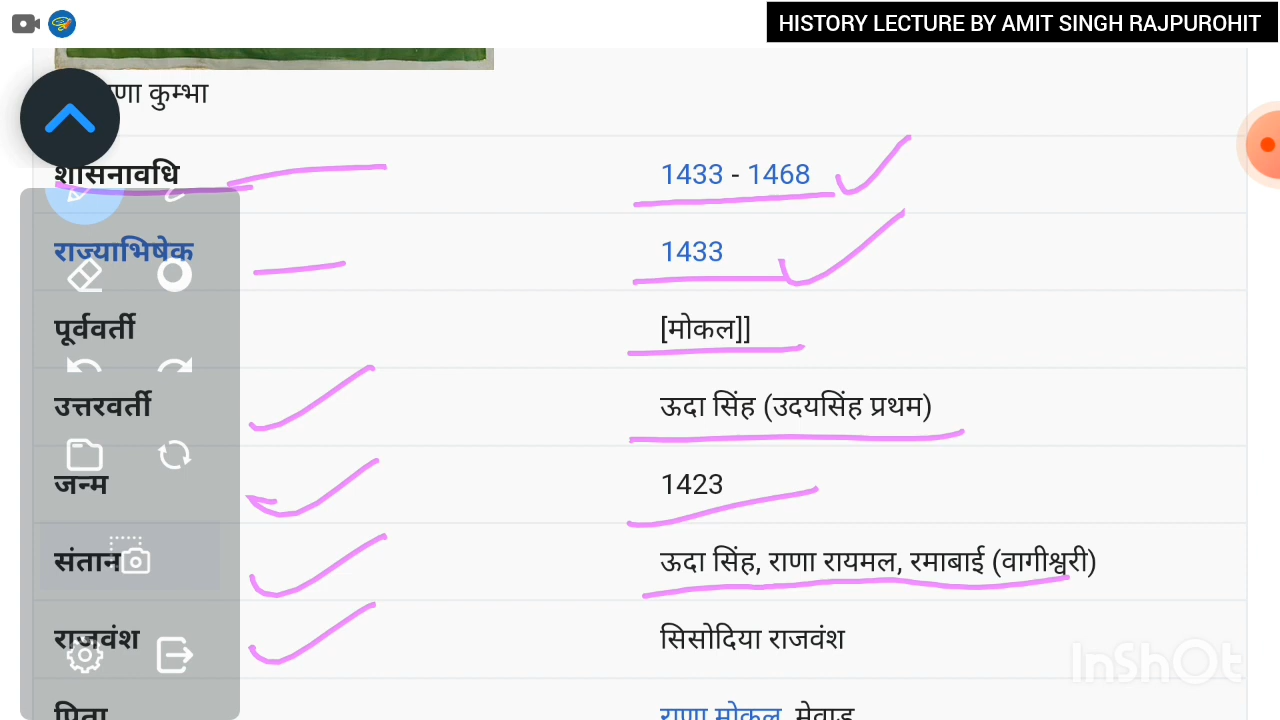 HISTORY LECTURE BY AMIT SINGH RAJPUROHIT
कुम्भा
शासनावधि 1433 - 1468
राज्याभिषेक 1433
पूर्ववर्ती [मोकल]]
उत्तरवर्ती ऊदा सिंह (उदयसिंह प्रथम)
जन्म 1423
संतान ऊदा सिंह, राणा रायमल, रमाबाई (वागीश्वरी)
राजवंश सिसोदिया राजवंश
पिता राणा मोकल, मेवाड़
InShOt